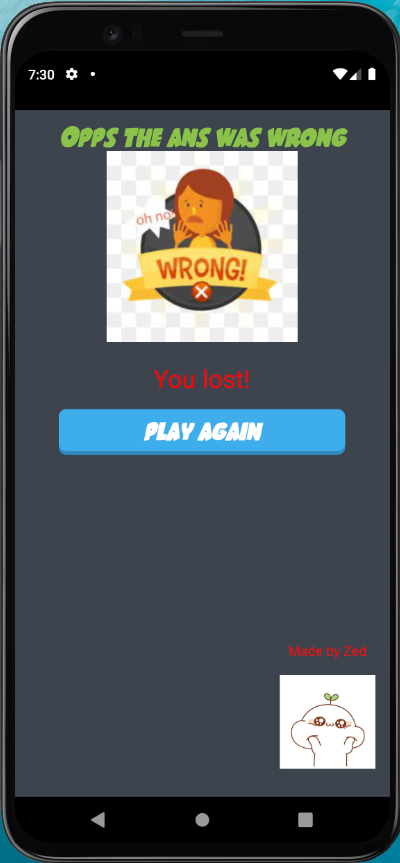 7:30
OPPS THE ANS WAS WRONG
oh no
WRONG!
You lost!
PLAY AGAIN
Made by Zed